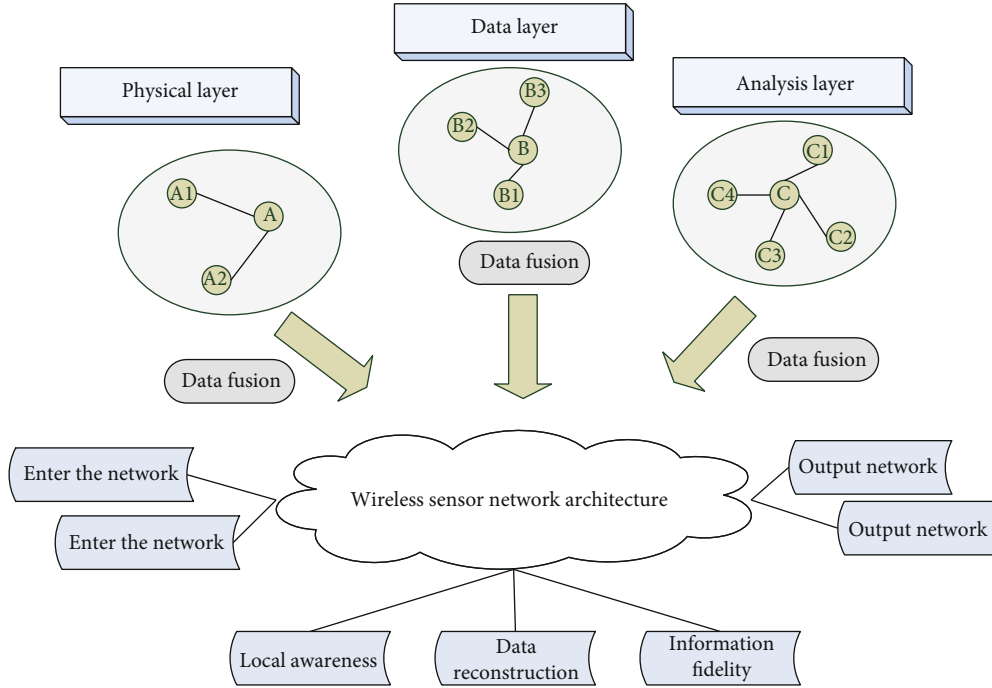 Data layer
Physical layer
Analysis layer
B3
B2
B
B1
A1
A
A2
C1
C4
C
C2
C3
Data fusion
Data fusion
Data fusion
Enter the network
Enter the network
Wireless sensor network architecture
Output network
Output network
Local awareness
Data
reconstruction
Information
fidelity